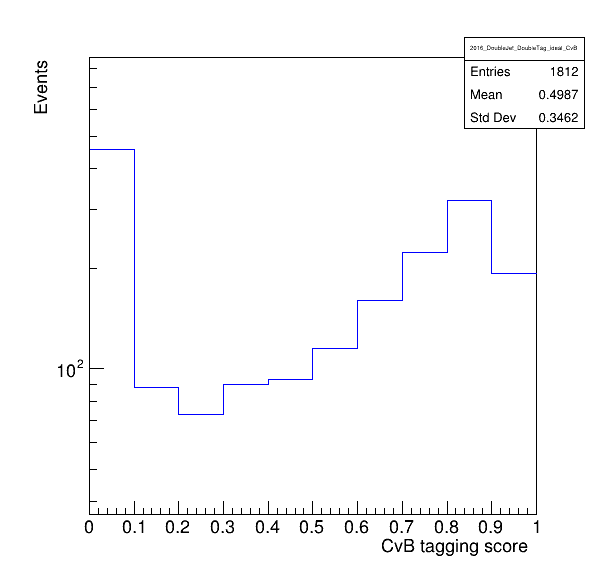 2016_DoubleJet_DoubleTag_ideal_CvB
Entries 1812
Mean 0.4987
Std Dev 0.3462
Events
10²
0 0.1 0.2 0.3 0.4 0.5 0.6 0.7 0.8 0.9 1
CvB tagging score